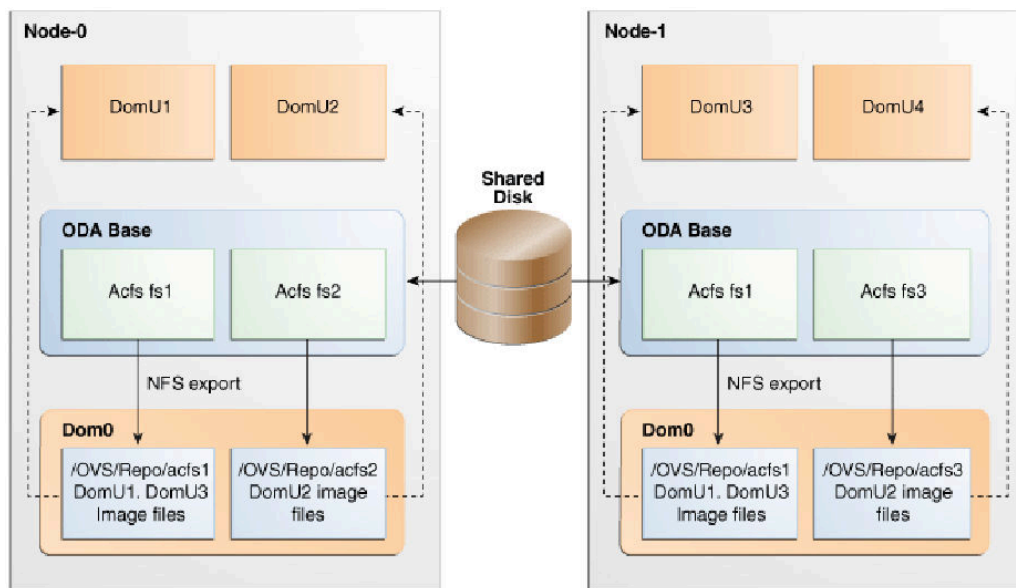 Node-0
DomU1
DomU2
ODA Base
Acfs fs1
Acfs fs2
NFS export
Dom0
/OVS/Repo/acfs1
DomU1. DomU3
Image files
/OVS/Repo/acfs2
DomU2 image
files
Shared
Disk
Node-1
DomU3
DomU4
ODA Base
Acfs fs1
Acfs fs3
NFS export
Dom0
/OVS/Repo/acfs1
DomU1. DomU3
Image files
/OVS/Repo/acfs3
DomU2 image
files